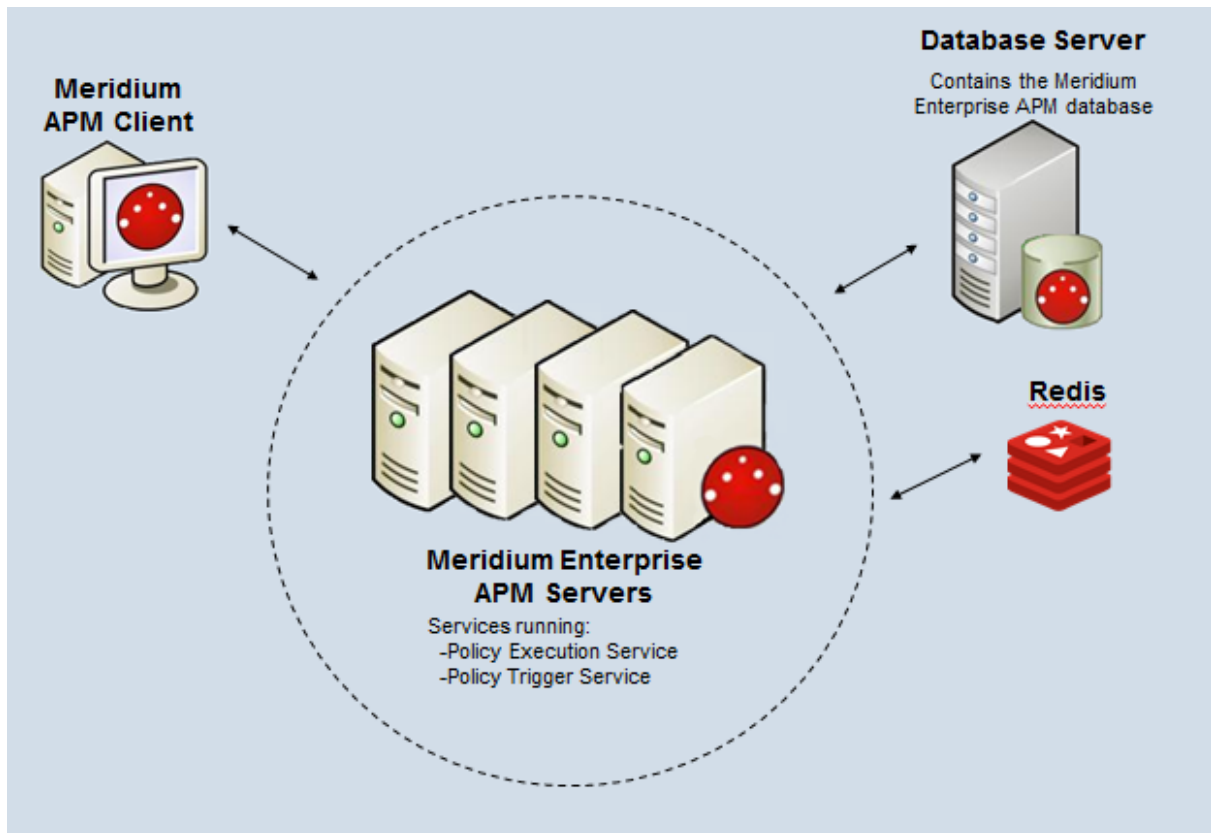 Meridium
APM Client
Database Server
Contains the Meridium
Enterprise APM database
Redis
Meridium Enterprise
APM Servers
Services running:
-Policy Execution Service
-Policy Trigger Service